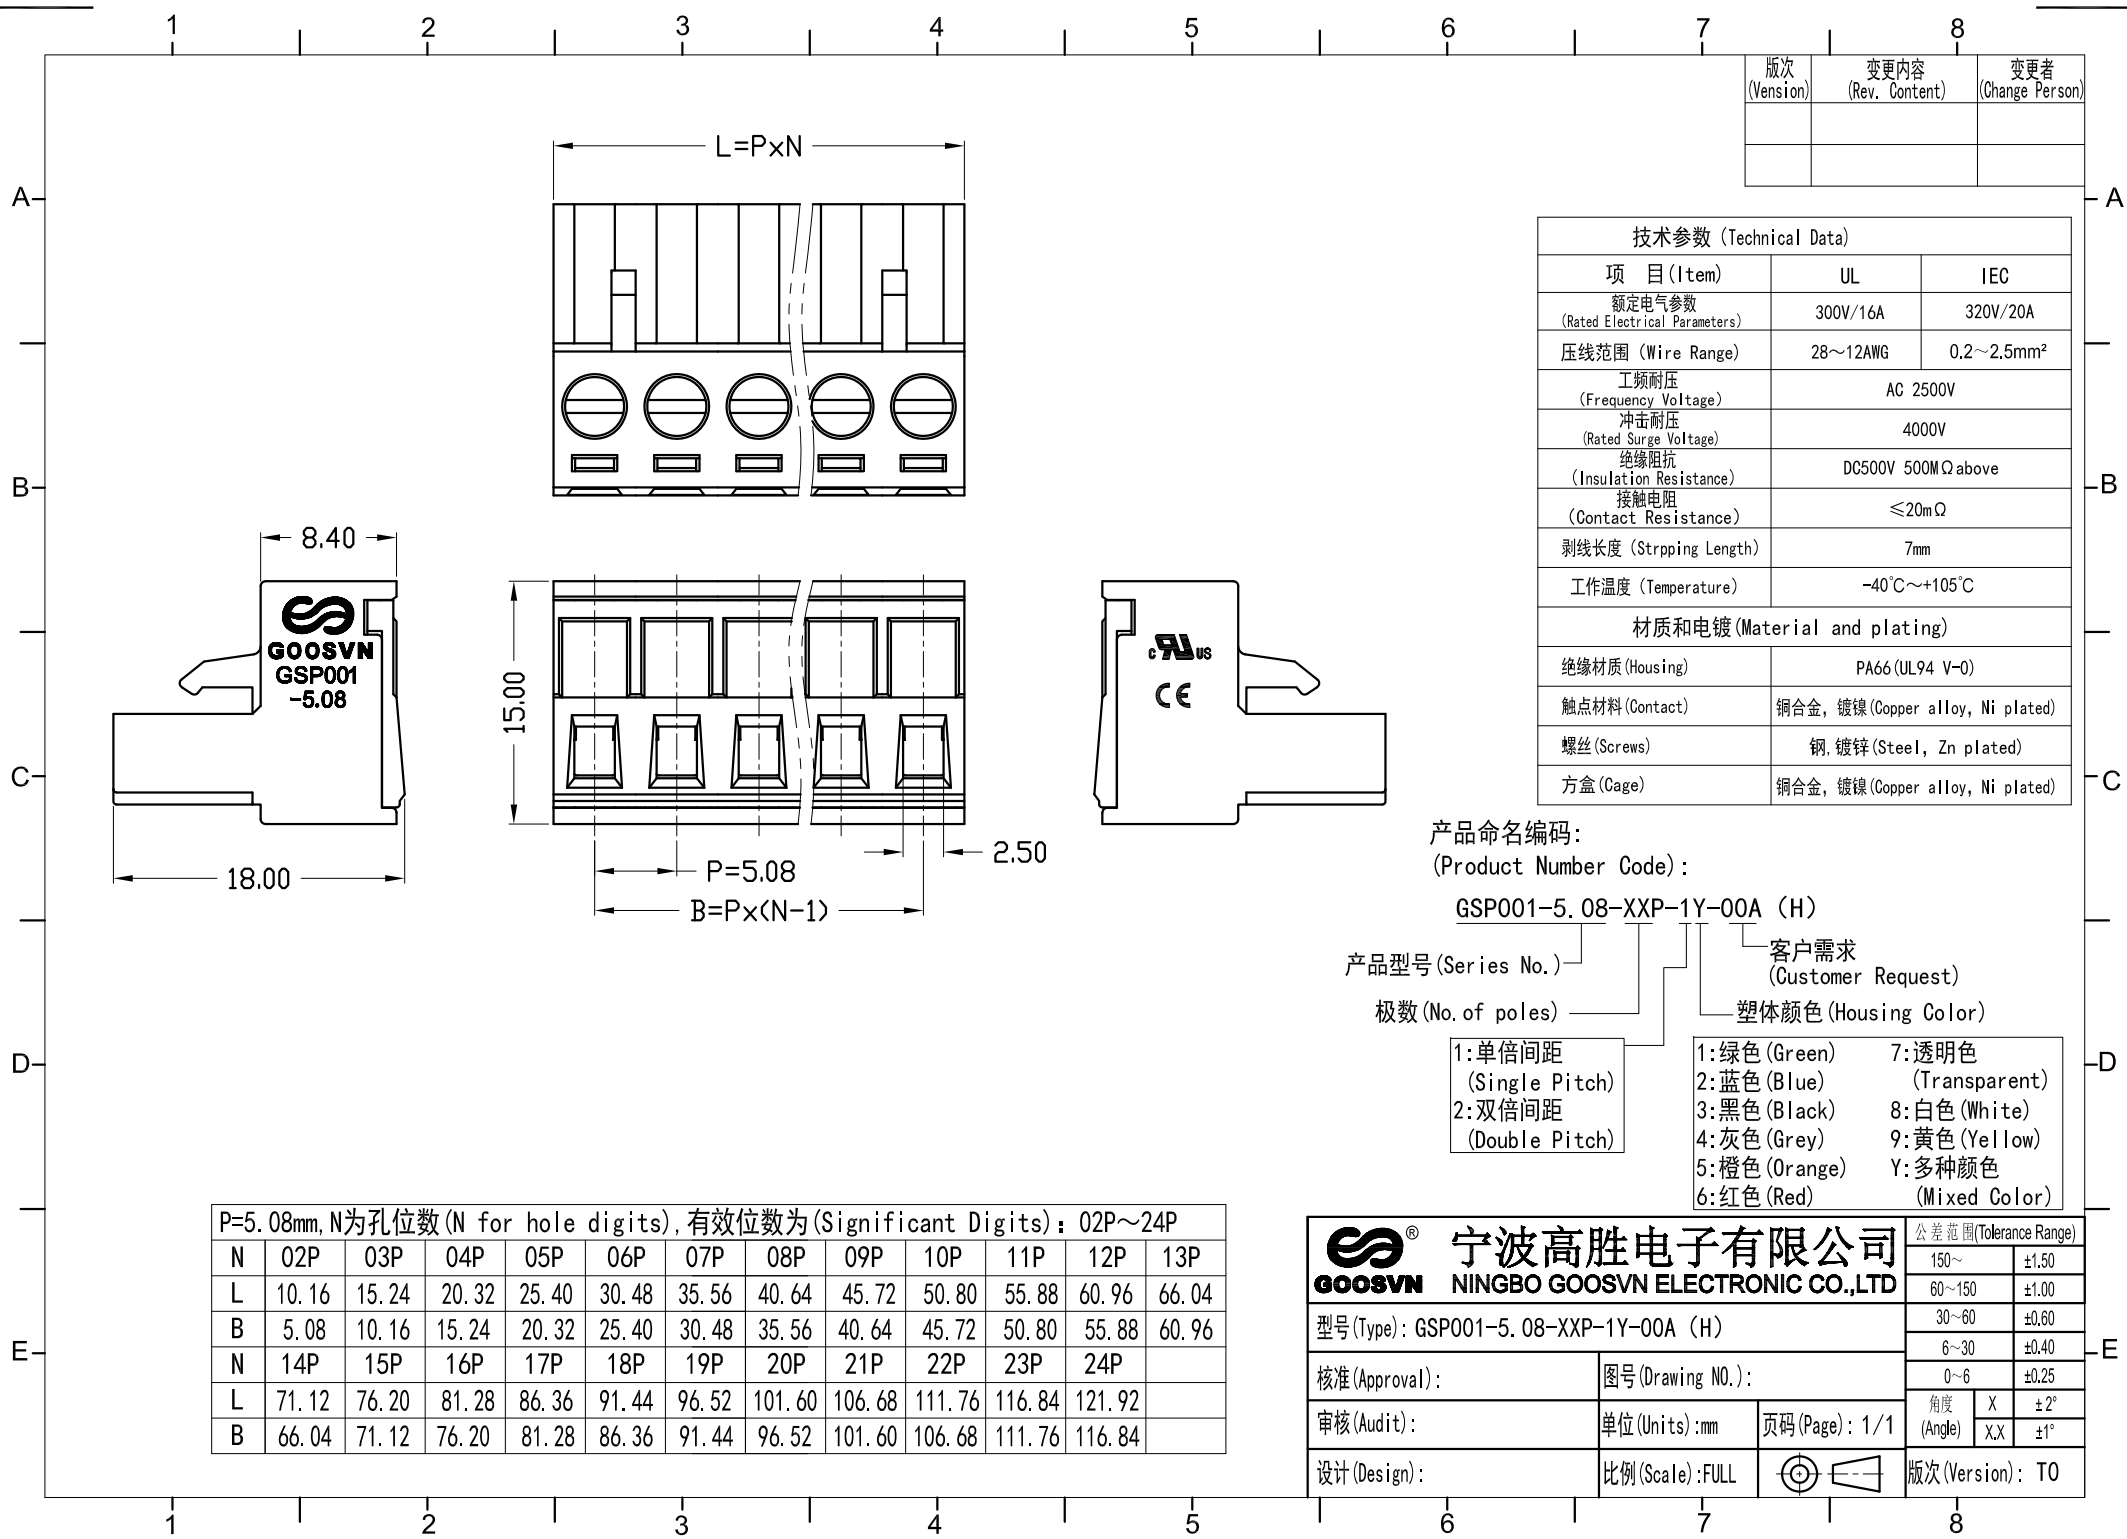 1 2 3 4 5 6 7 8
A
B
C
D
E
A
B
C
D
E
版次 变更内容 变更者
(Vension) (Rev. Content) (Change Person)
L=P×N
8.40
GOOSVN
GSP001
-5.08
18.00
15.00
2.50
P=5.08
B=P×(N-1)
c US
CE
技术参数 (Technical Data)
项 目(Item) UL IEC
额定电气参数
(Rated Electrical Parameters) 300V/16A 320V/20A
压线范围 (Wire Range) 28～12AWG 0.2～2.5mm²
工频耐压
(Frequency Voltage) AC 2500V
冲击耐压
(Rated Surge Voltage) 4000V
绝缘阻抗
(Insulation Resistance) DC500V 500MΩabove
接触电阻
(Contact Resistance) ≤20mΩ
剥线长度 (Strpping Length) 7mm
工作温度 (Temperature) -40℃～+105℃
材质和电镀(Material and plating)
绝缘材质(Housing) PA66(UL94 V-0)
触点材料(Contact) 铜合金, 镀镍(Copper alloy, Ni plated)
螺丝(Screws) 钢, 镀锌(Steel, Zn plated)
方盒(Cage) 铜合金, 镀镍(Copper alloy, Ni plated)
产品命名编码:
(Product Number Code):
GSP001-5.08-XXP-1Y-00A (H)
产品型号(Series No.)
客户需求
(Customer Request)
极数(No.of poles)
塑体颜色(Housing Color)
1:单倍间距
(Single Pitch)
2:双倍间距
(Double Pitch)
1:绿色(Green) 7:透明色
2:蓝色(Blue) (Transparent)
3:黑色(Black) 8:白色(White)
4:灰色(Grey) 9:黄色(Yellow)
5:橙色(Orange) Y:多种颜色
6:红色(Red) (Mixed Color)
P=5.08mm,N为孔位数(N for hole digits),有效位数为(Significant Digits): 02P～24P
N 02P 03P 04P 05P 06P 07P 08P 09P 10P 11P 12P 13P
L 10.16 15.24 20.32 25.40 30.48 35.56 40.64 45.72 50.80 55.88 60.96 66.04
B 5.08 10.16 15.24 20.32 25.40 30.48 35.56 40.64 45.72 50.80 55.88 60.96
N 14P 15P 16P 17P 18P 19P 20P 21P 22P 23P 24P
L 71.12 76.20 81.28 86.36 91.44 96.52 101.60 106.68 111.76 116.84 121.92
B 66.04 71.12 76.20 81.28 86.36 91.44 96.52 101.60 106.68 111.76 116.84
®
GOOSVN
宁波高胜电子有限公司
NINGBO GOOSVN ELECTRONIC CO.,LTD
型号(Type): GSP001-5.08-XXP-1Y-00A (H)
核准(Approval): 图号(Drawing NO.):
审核(Audit): 单位(Units):mm 页码(Page): 1/1
设计(Design): 比例(Scale):FULL
公差范围(Tolerance Range)
150~ ±1.50
60~150 ±1.00
30~60 ±0.60
6~30 ±0.40
0~6 ±0.25
角度 X ±2°
(Angle) X.X ±1°
版次(Version): T0
1 2 3 4 5 6 7 8